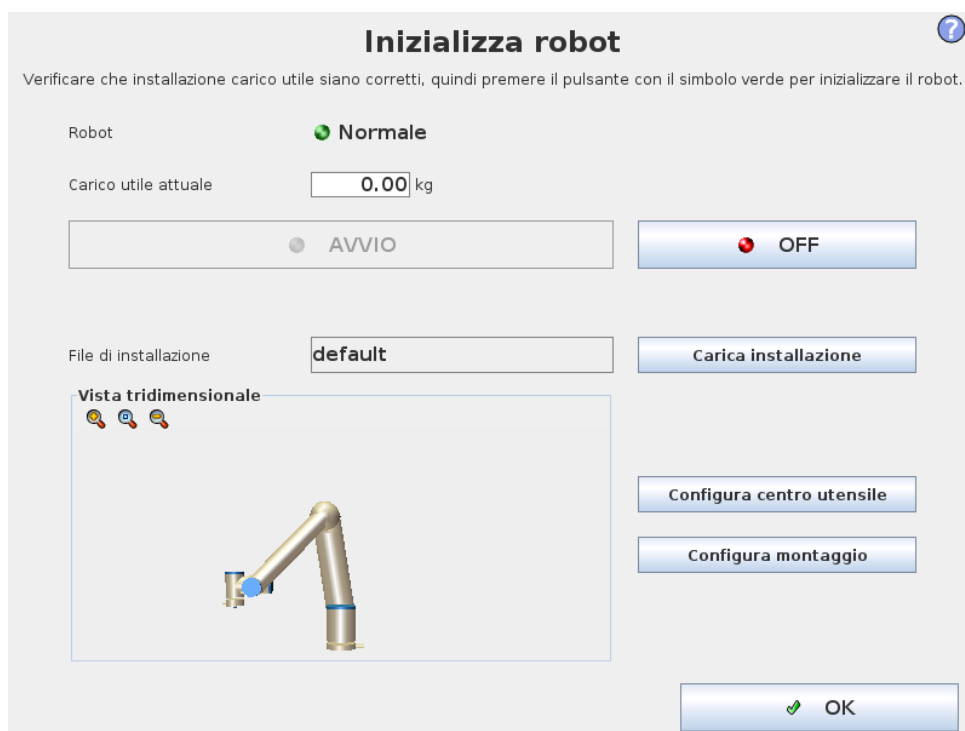 Inizializza robot
?
Verificare che installazione carico utile siano corretti, quindi premere il pulsante con il simbolo verde per inizializzare il robot.
Robot Normale
Carico utile attuale 0.00 kg
AVVIO OFF
File di installazione default Carica installazione
Vista tridimensionale
Configura centro utensile
Configura montaggio
OK